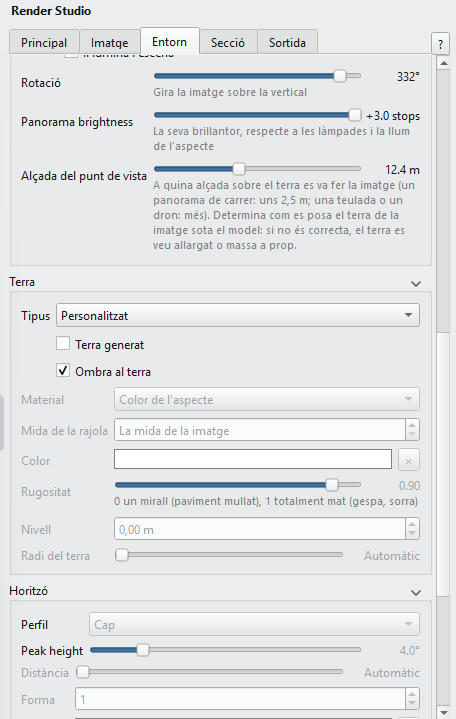 Render Studio
Principal
Imatge
Entorn
Secció
Sortida
?
Rotació
332°
Gira la imatge sobre la vertical
Panorama brightness
+3.0 stops
La seva brillantor, respecte a les làmpades i la llum
de l'aspecte
Alçada del punt de vista
12.4 m
A quina alçada sobre el terra es va fer la imatge (un
panorama de carrer: uns 2,5 m; una teulada o un
dron: més). Determina com es posa el terra de la
imatge sota el model: si no és correcta, el terra es
veu allargat o massa a prop.
Terra
Tipus
Personalitzat
Terra generat
Ombra al terra
Material
Color de l'aspecte
Mida de la rajola
La mida de la imatge
Color
×
Rugositat
0.90
0 un mirall (paviment mullat), 1 totalment mat (gespa, sorra)
Nivell
0,00 m
Radi del terra
Automàtic
Horitzó
Perfil
Cap
Peak height
4.0°
Distància
Automàtic
Forma
1